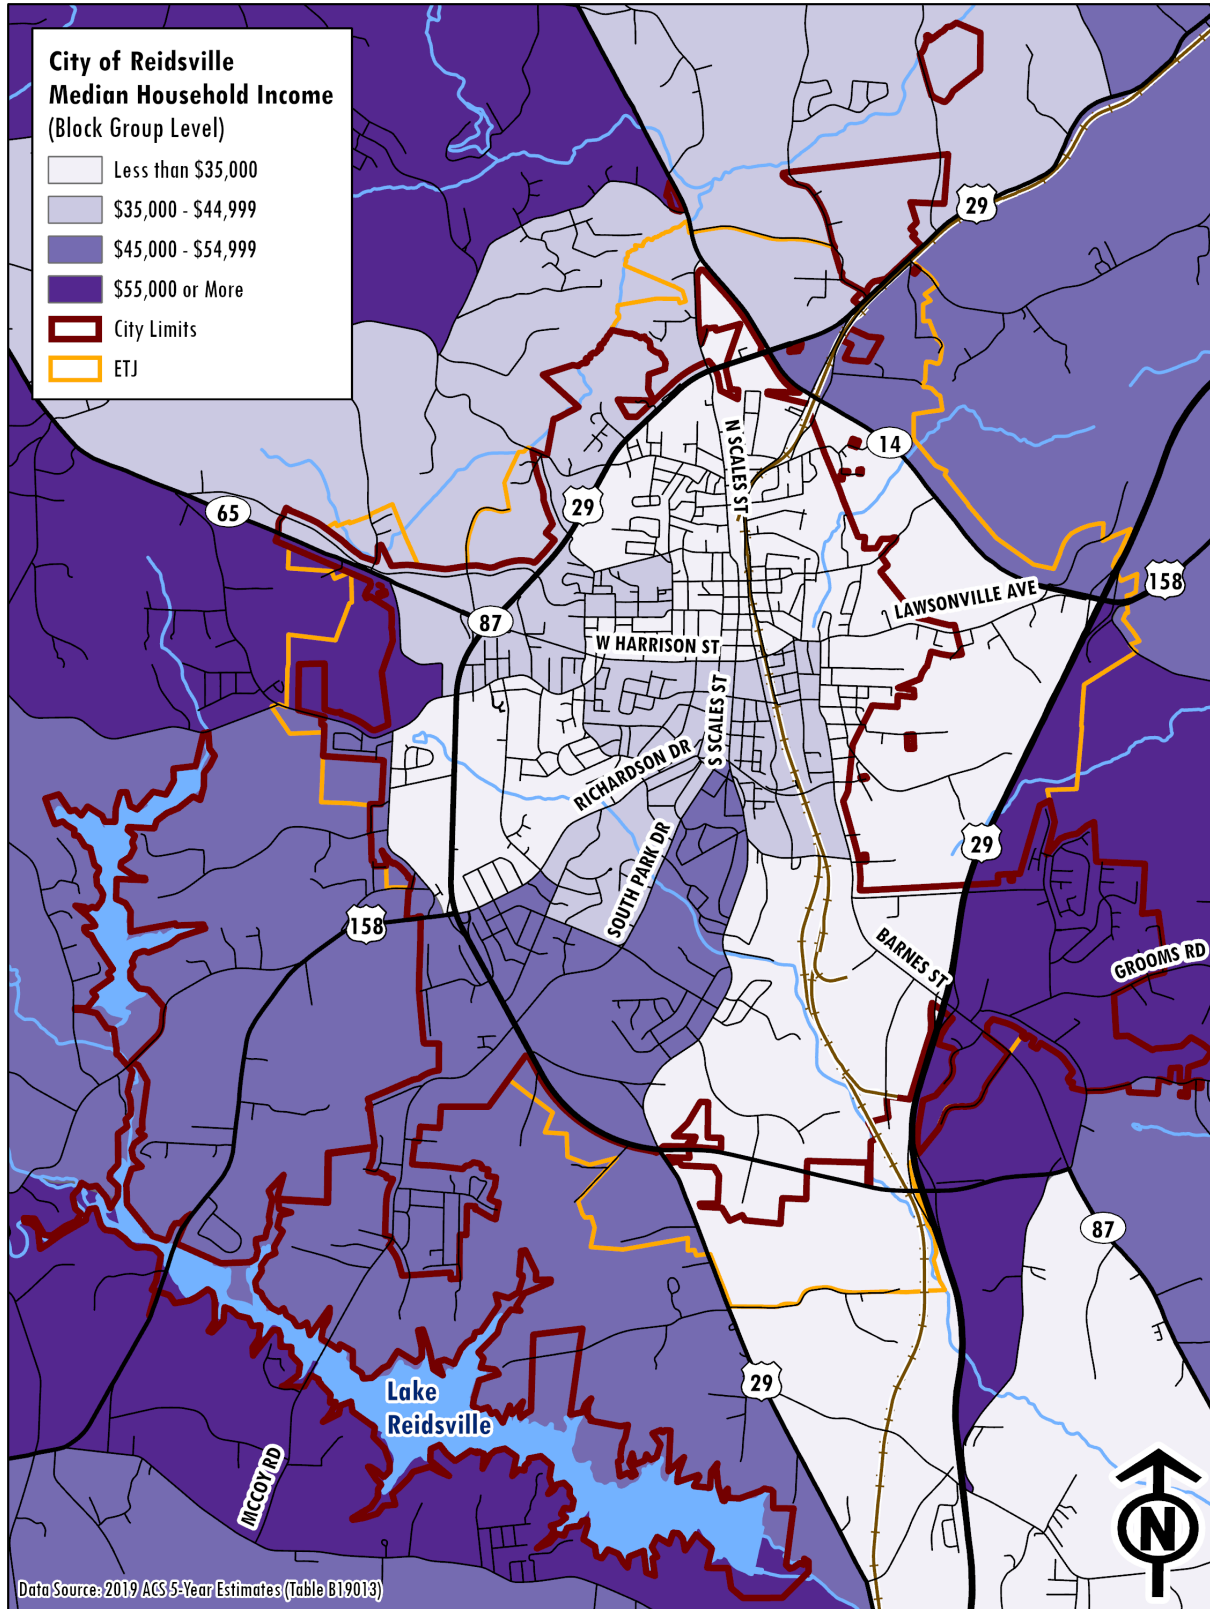 City of Reidsville
Median Household Income
(Block Group Level)
Less than $35,000
$35,000 - $44,999
$45,000 - $54,999
$55,000 or More
City Limits
ETJ
29
N SCALES ST
14
65
29
158
LAWSONVILLE AVE
87
W HARRISON ST
S SCALES ST
RICHARDSON DR
29
SOUTH PARK DR
158
BARNES ST
GROOMS RD
87
29
Lake
Reidsville
MCCOY RD
N
Data Source: 2019 ACS 5-Year Estimates (Table B19013)